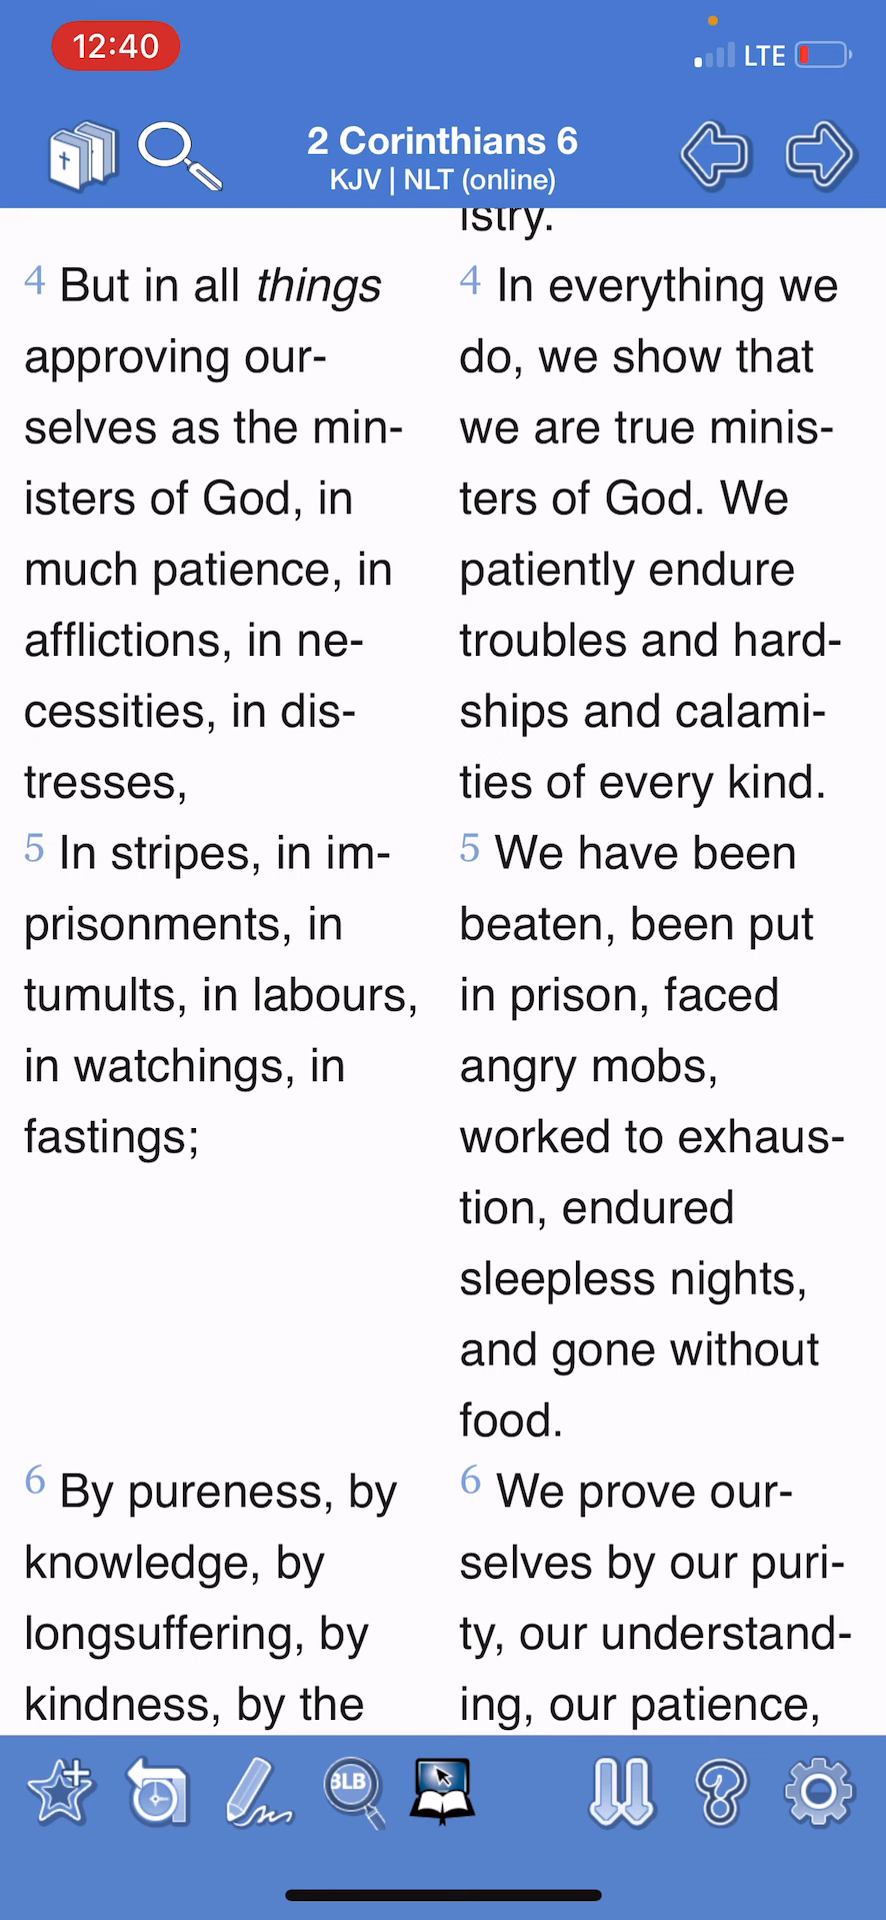 12:40
LTE
2 Corinthians 6
KJV | NLT (online)
istry.
4 But in all things
approving our-
selves as the min-
isters of God, in
much patience, in
afflictions, in ne-
cessities, in dis-
tresses,
5 In stripes, in im-
prisonments, in
tumults, in labours,
in watchings, in
fastings;
6 By pureness, by
knowledge, by
longsuffering, by
kindness, by the
4 In everything we
do, we show that
we are true minis-
ters of God. We
patiently endure
troubles and hard-
ships and calami-
ties of every kind.
5 We have been
beaten, been put
in prison, faced
angry mobs,
worked to exhaus-
tion, endured
sleepless nights,
and gone without
food.
6 We prove our-
selves by our puri-
ty, our understand-
ing, our patience,
BLB